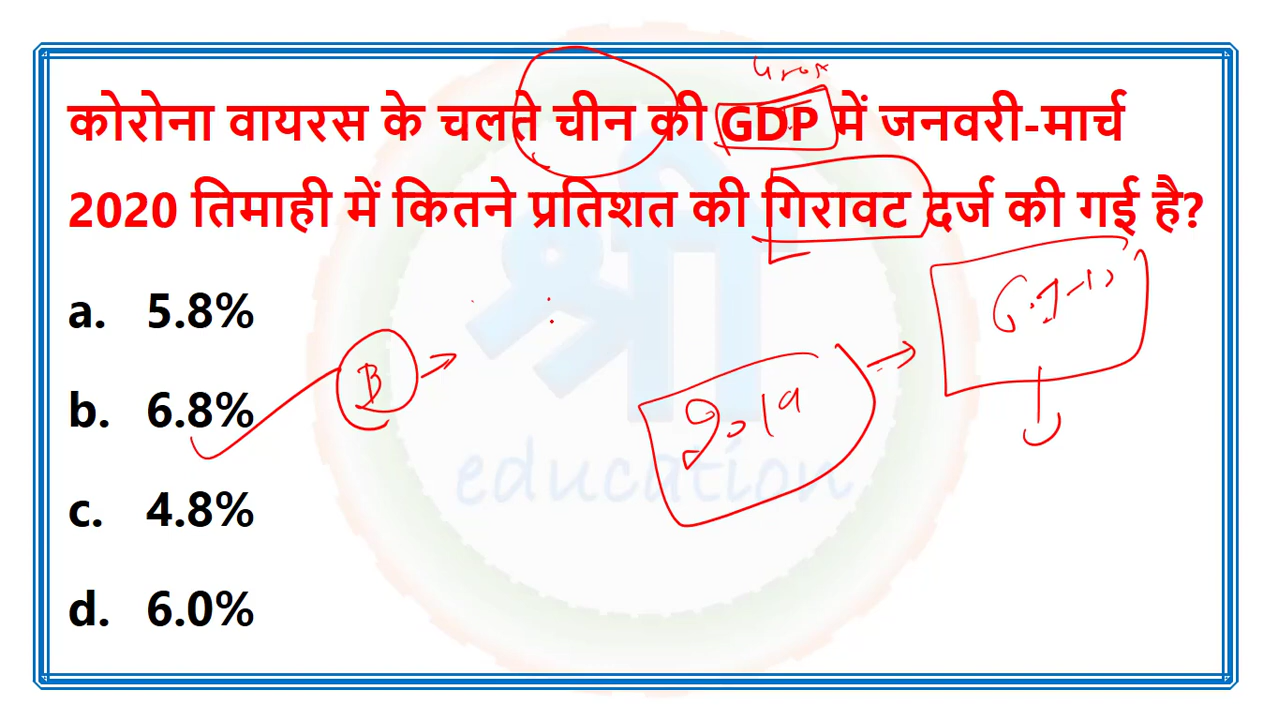 कोरोना वायरस के चलते चीन की GDP में जनवरी-मार्च
2020 तिमाही में कितने प्रतिशत की गिरावट दर्ज की गई है?
a. 5.8%
b. 6.8%
B
c. 4.8%
d. 6.0%
2019
श्री
education